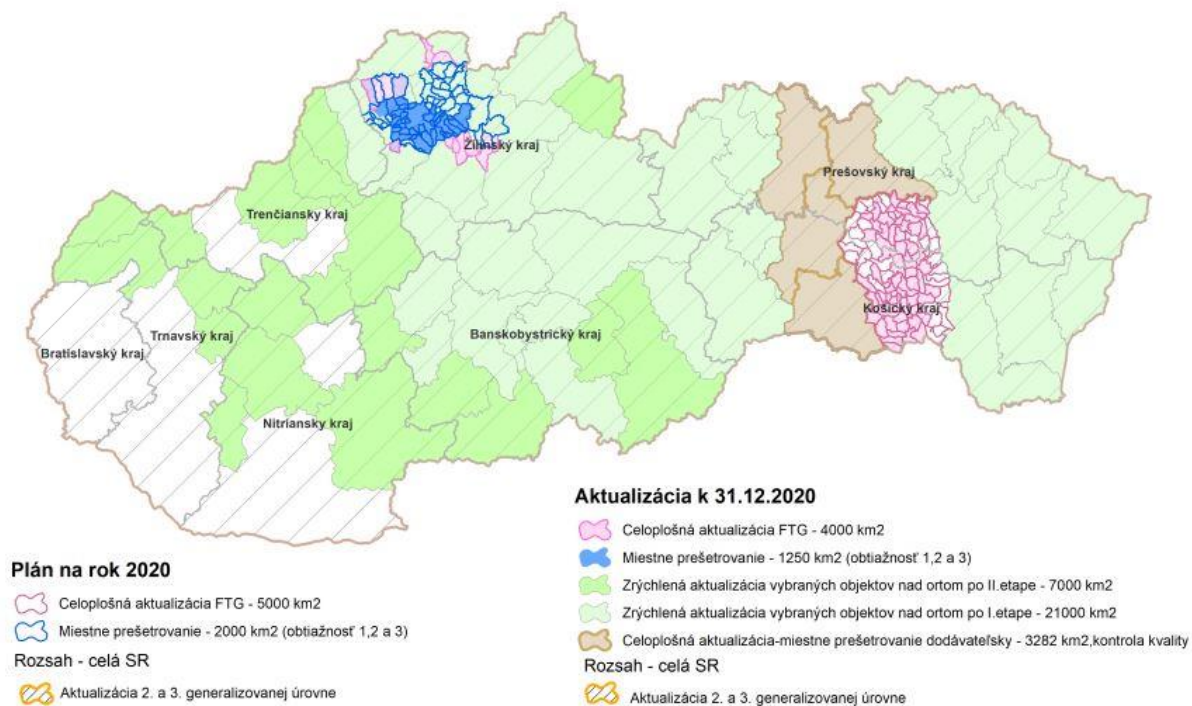 Žilinský kraj
Prešovský kraj
Trenčiansky kraj
Košický kraj
Trnavský kraj
Banskobystrický kraj
Bratislavský kraj
Nitriansky kraj
Plán na rok 2020
Celoplošná aktualizácia FTG - 5000 km2
Miestne prešetrovanie - 2000 km2 (obtiažnosť 1,2 a 3)
Rozsah - celá SR
Aktualizácia 2. a 3. generalizovanej úrovne
Aktualizácia k 31.12.2020
Celoplošná aktualizácia FTG - 4000 km2
Miestne prešetrovanie - 1250 km2 (obtiažnosť 1,2 a 3)
Zrýchlená aktualizácia vybraných objektov nad ortom po II.etape - 7000 km2
Zrýchlená aktualizácia vybraných objektov nad ortom po I.etape - 21000 km2
Celoplošná aktualizácia-miestne prešetrovanie dodávateľsky - 3282 km2,kontrola kvality
Rozsah - celá SR
Aktualizácia 2. a 3. generalizovanej úrovne